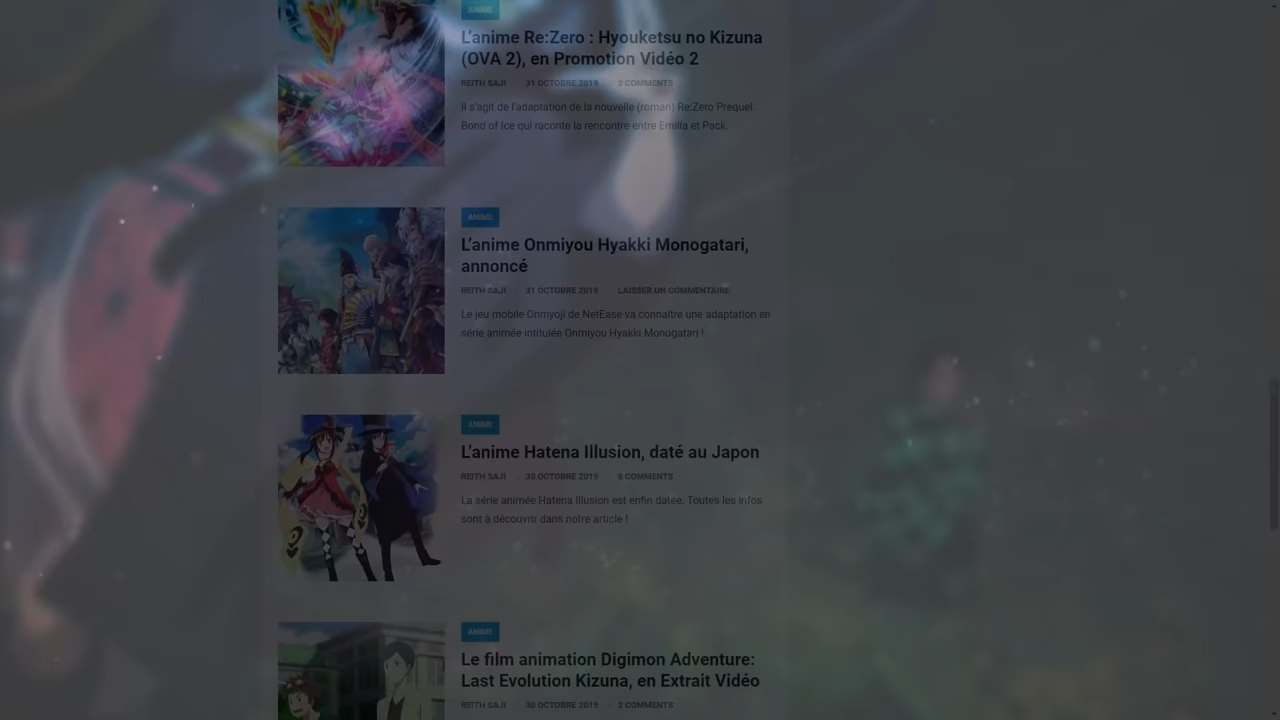 ANIME
L'anime Re:Zero : Hyouketsu no Kizuna
(OVA 2), en Promotion Vidéo 2
REITH SAJI 31 OCTOBRE 2019 2 COMMENTS
Il s'agit de l'adaptation de la nouvelle (roman) Re:Zero Prequel:
Bond of Ice qui raconte la rencontre entre Emilia et Pack.
ANIME
L'anime Onmiyou Hyakki Monogatari,
annoncé
REITH SAJI 31 OCTOBRE 2019 LAISSER UN COMMENTAIRE
Le jeu mobile Onmyoji de NetEase va connaître une adaptation en
série animée intitulée Onmiyou Hyakki Monogatari !
ANIME
L'anime Hatena Illusion, daté au Japon
REITH SAJI 30 OCTOBRE 2019 8 COMMENTS
La série animée Hatena Illusion est enfin datée. Toutes les infos
sont à découvrir dans notre article !
ANIME
Le film animation Digimon Adventure:
Last Evolution Kizuna, en Extrait Vidéo
REITH SAJI 30 OCTOBRE 2019 2 COMMENTS